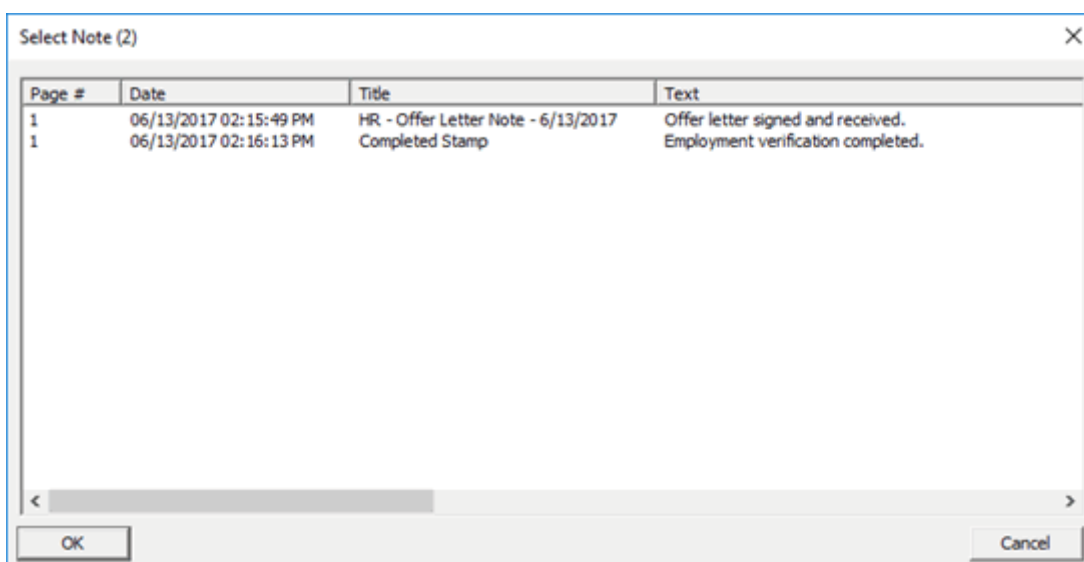 Select Note (2)
Page # Date Title Text
1 06/13/2017 02:15:49 PM HR - Offer Letter Note - 6/13/2017 Offer letter signed and received.
1 06/13/2017 02:16:13 PM Completed Stamp Employment verification completed.
OK Cancel